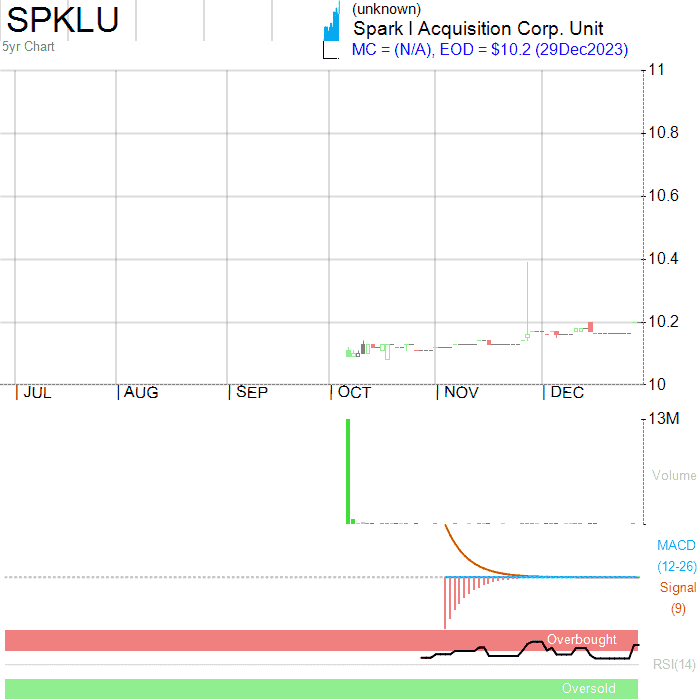 SPKLU
5yr Chart
(unknown)
Spark I Acquisition Corp. Unit
MC = (N/A), EOD = $10.2 (29Dec2023)
11
10.8
10.6
10.4
10.2
10
JUL AUG SEP OCT NOV DEC
13M
Volume
MACD
(12-26)
Signal
(9)
Overbought
RSI(14)
Oversold